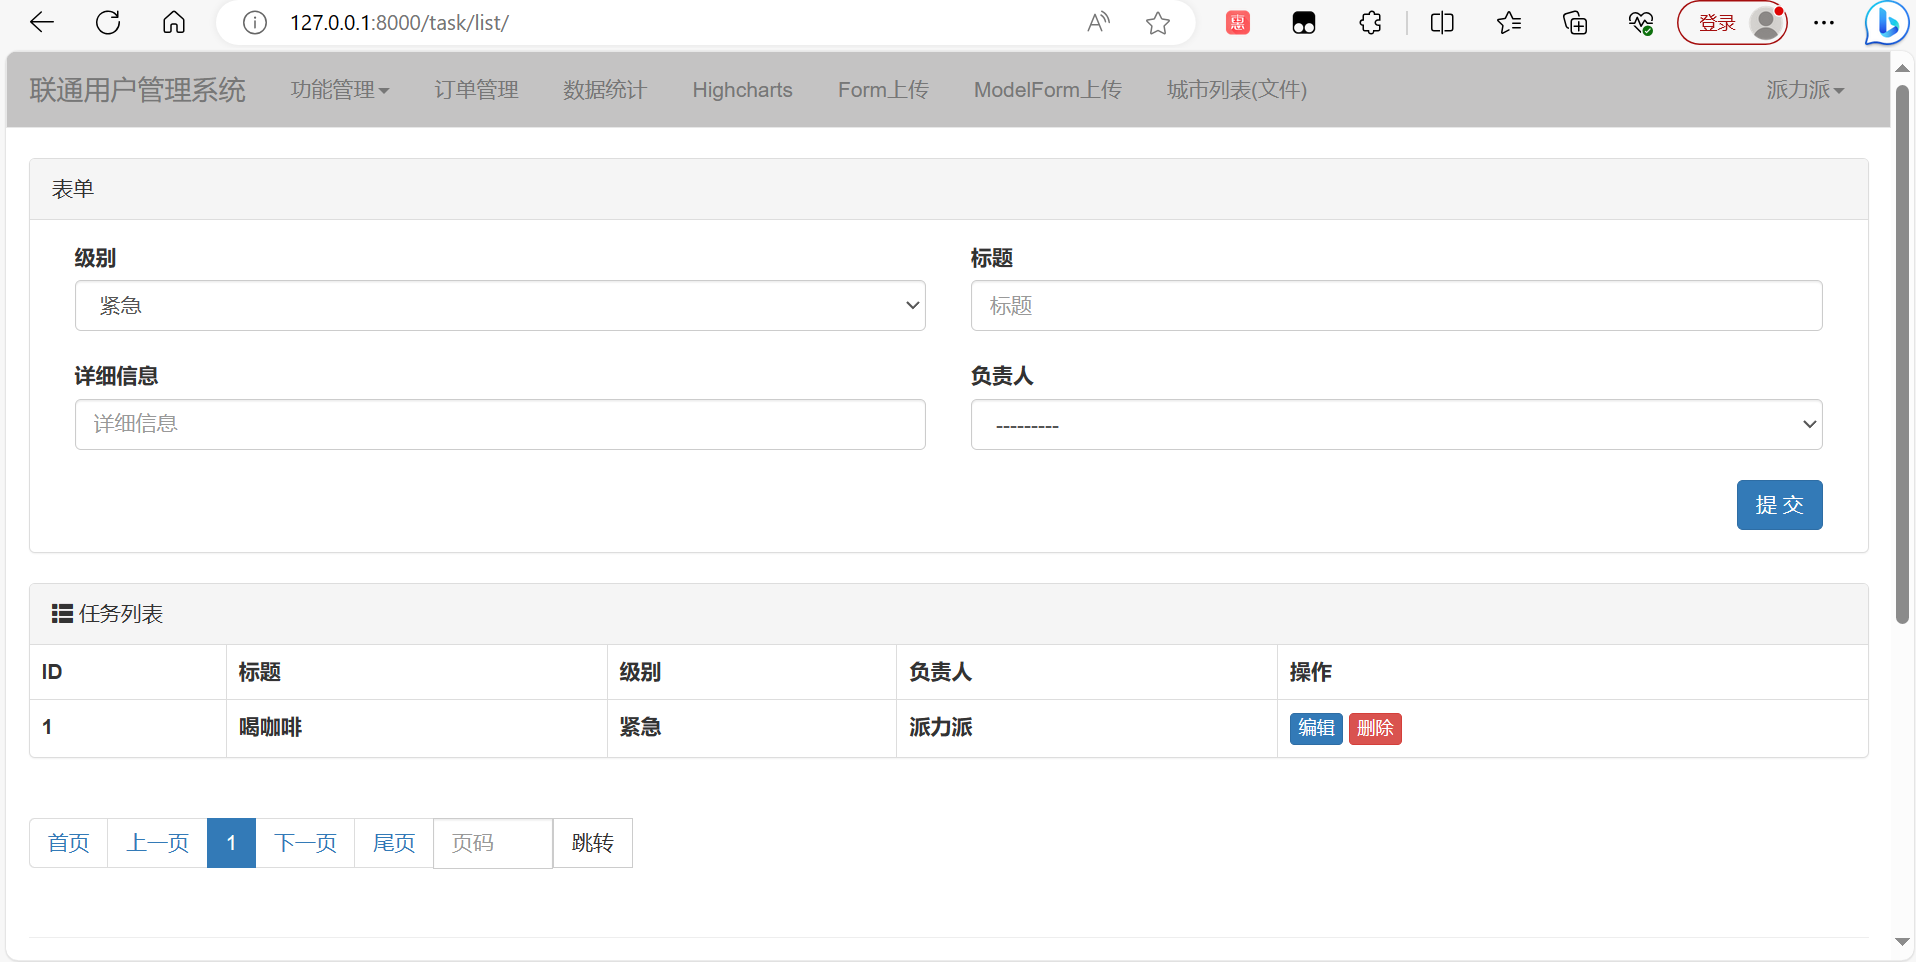 127.0.0.1:8000/task/list/
惠
登录
联通用户管理系统 功能管理 订单管理 数据统计 Highcharts Form上传 ModelForm上传 城市列表(文件) 派力派
表单
级别 标题
紧急 标题
详细信息 负责人
详细信息 ---------
提 交
任务列表
ID 标题 级别 负责人 操作
1 喝咖啡 紧急 派力派 编辑 删除
首页 上一页 1 下一页 尾页 页码 跳转